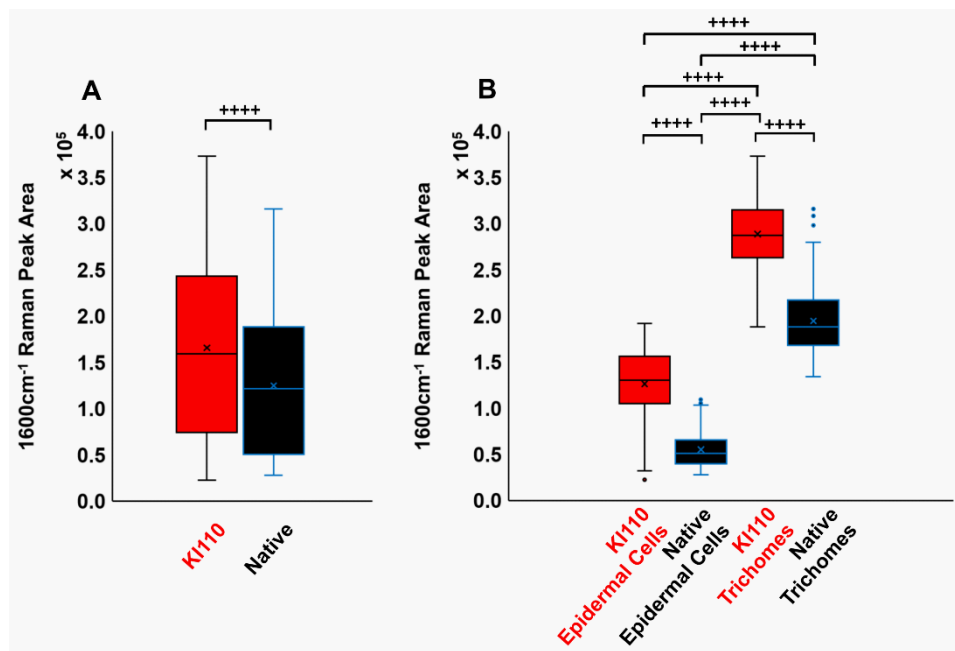 A
++++
x 10⁵
1600cm⁻¹ Raman Peak Area
4.0
3.5
3.0
2.5
2.0
1.5
1.0
0.5
0.0
KI110
Native
B
++++
++++
++++
++++
++++
++++
x 10⁵
1600cm⁻¹ Raman Peak Area
4.0
3.5
3.0
2.5
2.0
1.5
1.0
0.5
0.0
KI110
Epidermal Cells
Native
Epidermal Cells
KI110
Trichomes
Native
Trichomes